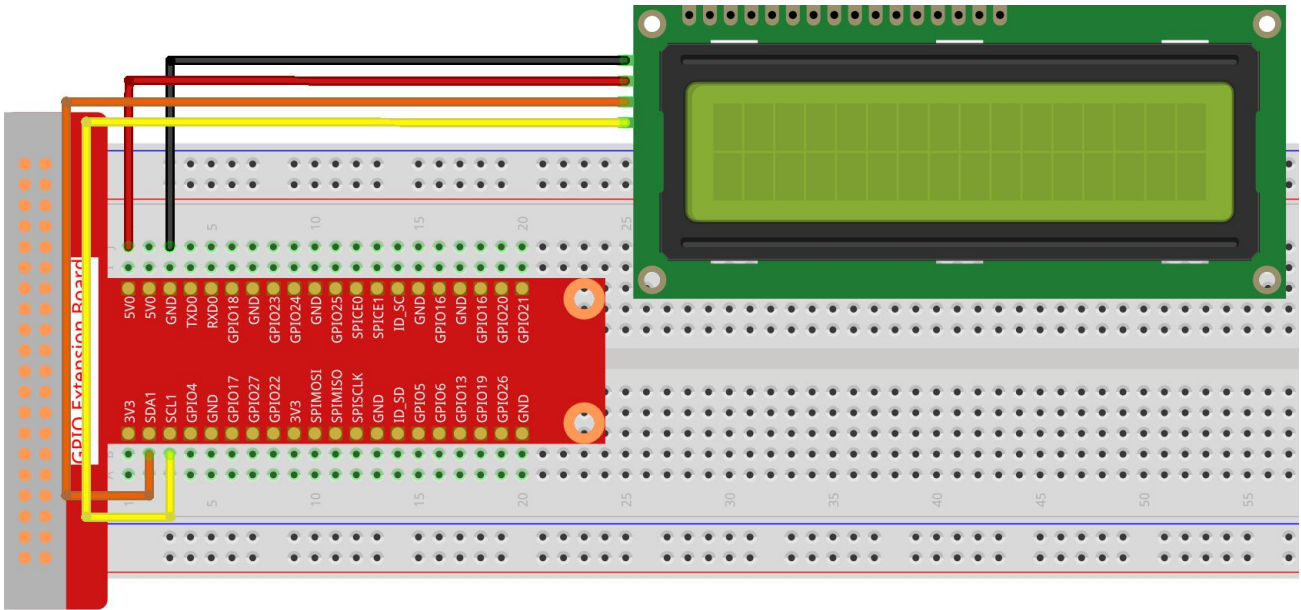 5 10 15 20 25
J
I
5V0 5V0 GND TXD0 RXD0 GPIO18 GND GPIO23 GPIO24 GND GPIO25 SPICE0 SPICE1 ID_SC GND GPIO16 GND GPIO16 GPIO20 GPIO21
GPIO Extension Board
3V3 SDA1 SCL1 GPIO4 GND GPIO17 GPIO27 GPIO22 3V3 SPIMOSI SPIMISO SPISCLK GND ID_SD GPIO5 GPIO6 GPIO13 GPIO19 GPIO26 GND
B
A
1 5 10 15 20 25 30 35 40 45 50 55